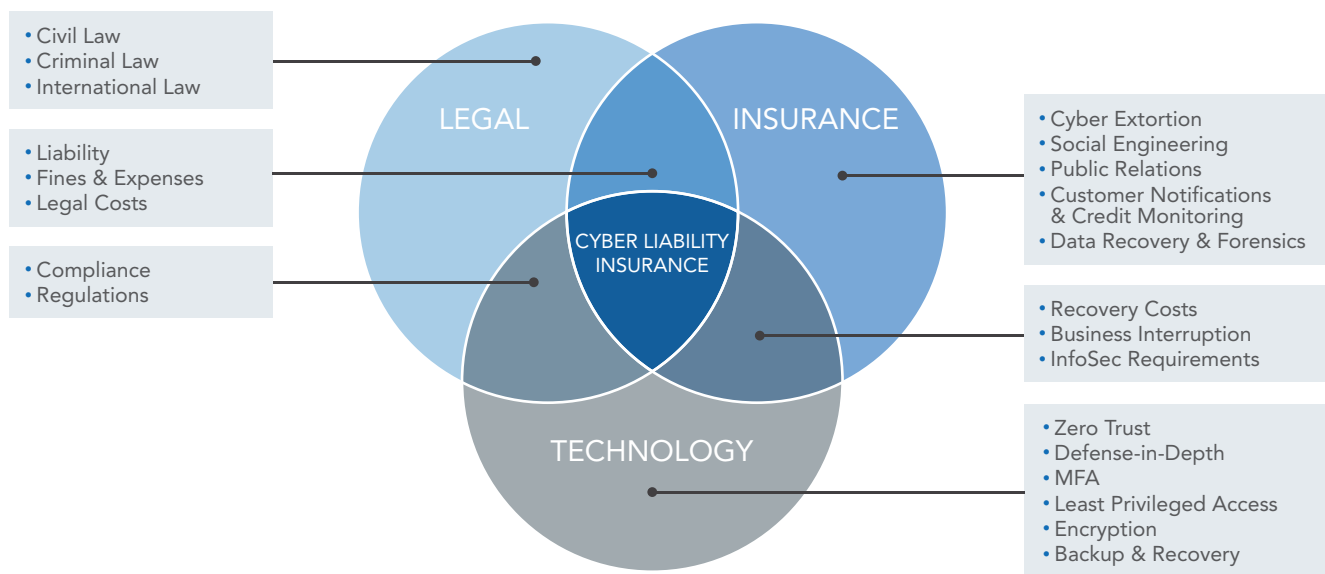 • Civil Law
• Criminal Law
• International Law
• Liability
• Fines & Expenses
• Legal Costs
• Compliance
• Regulations
LEGAL
INSURANCE
CYBER LIABILITY
INSURANCE
TECHNOLOGY
• Cyber Extortion
• Social Engineering
• Public Relations
• Customer Notifications
& Credit Monitoring
• Data Recovery & Forensics
• Recovery Costs
• Business Interruption
• InfoSec Requirements
• Zero Trust
• Defense-in-Depth
• MFA
• Least Privileged Access
• Encryption
• Backup & Recovery